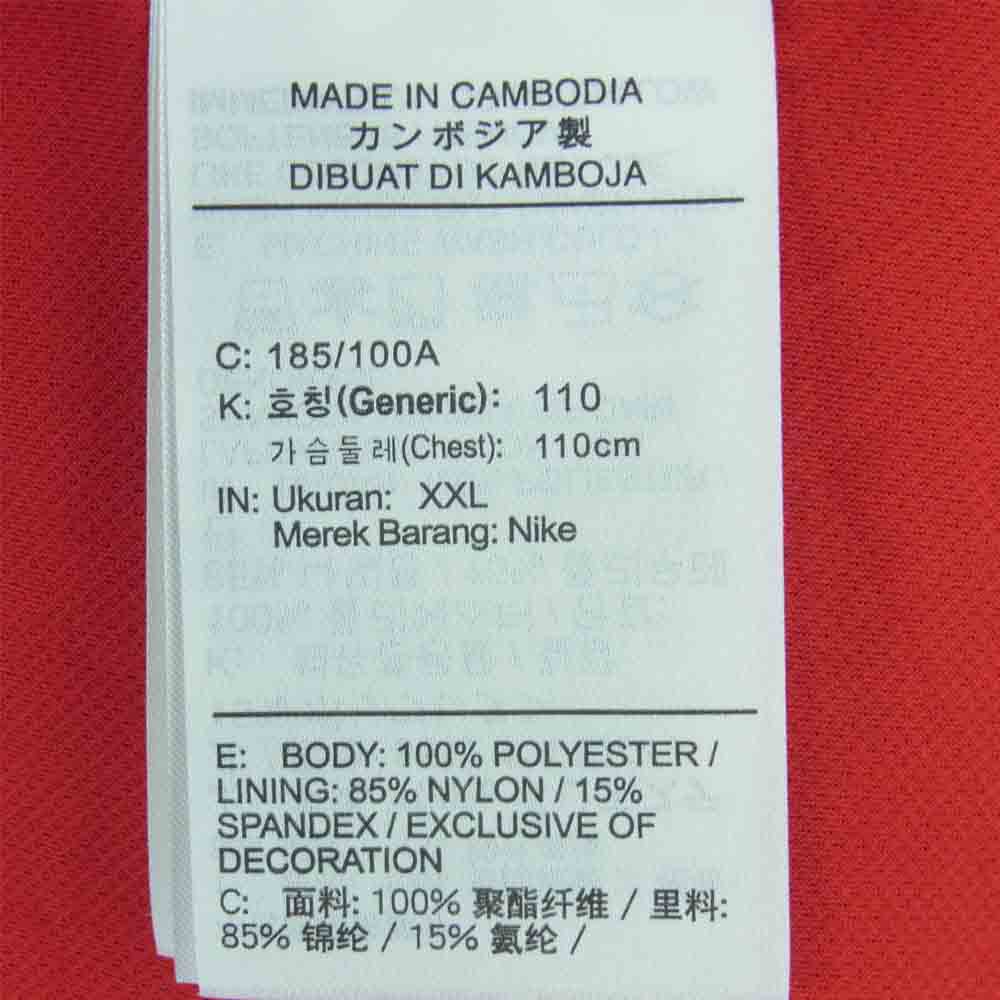 MADE IN CAMBODIA
カンボジア製
DIBUAT DI KAMBOJA
C: 185/100A
K: 호칭(Generic): 110
가슴둘레(Chest): 110cm
IN: Ukuran: XXL
Merek Barang: Nike
E: BODY: 100% POLYESTER /
LINING: 85% NYLON / 15%
SPANDEX / EXCLUSIVE OF
DECORATION
C: 面料: 100% 聚酯纤维 / 里料:
85% 锦纶 / 15% 氨纶 /